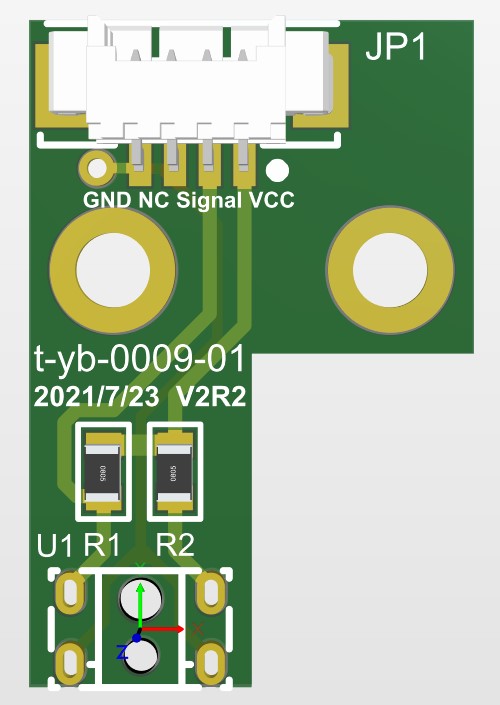 JP1
GND NC Signal VCC
t-yb-0009-01
2021/7/23 V2R2
0805
0805
U1 R1 R2
Y
X
Z